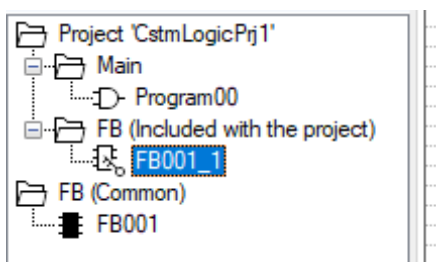 Project 'CstmLogicPrj1'
Main
Program00
FB (Included with the project)
FB001_1
FB (Common)
FB001